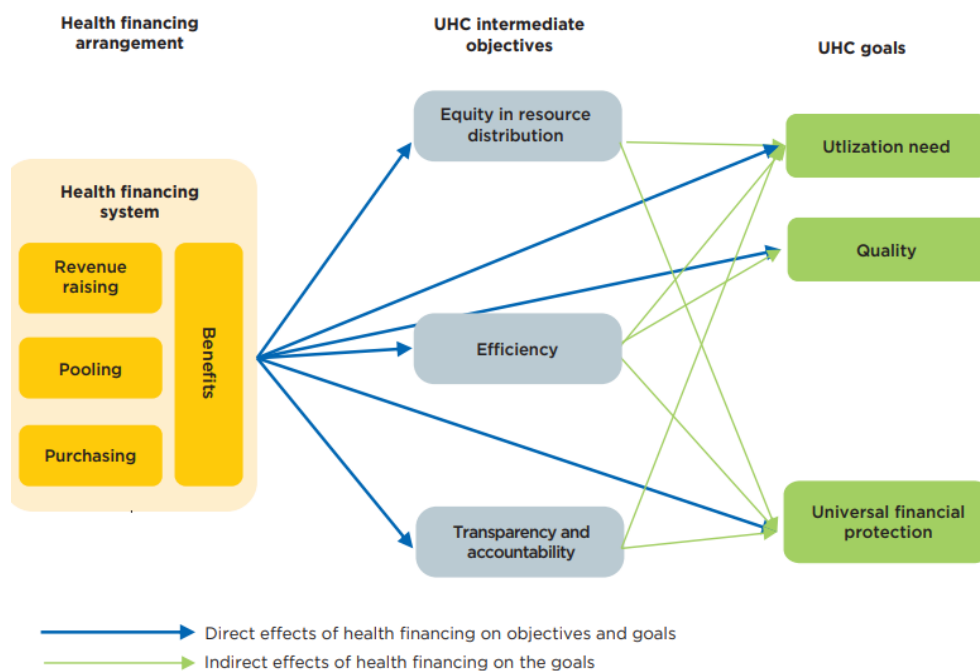 Health financing
arrangement
UHC intermediate
objectives
UHC goals
Health financing
system
Revenue
raising
Pooling
Purchasing
Benefits
Equity in resource
distribution
Efficiency
Transparency and
accountability
Utlization need
Quality
Universal financial
protection
Direct effects of health financing on objectives and goals
Indirect effects of health financing on the goals